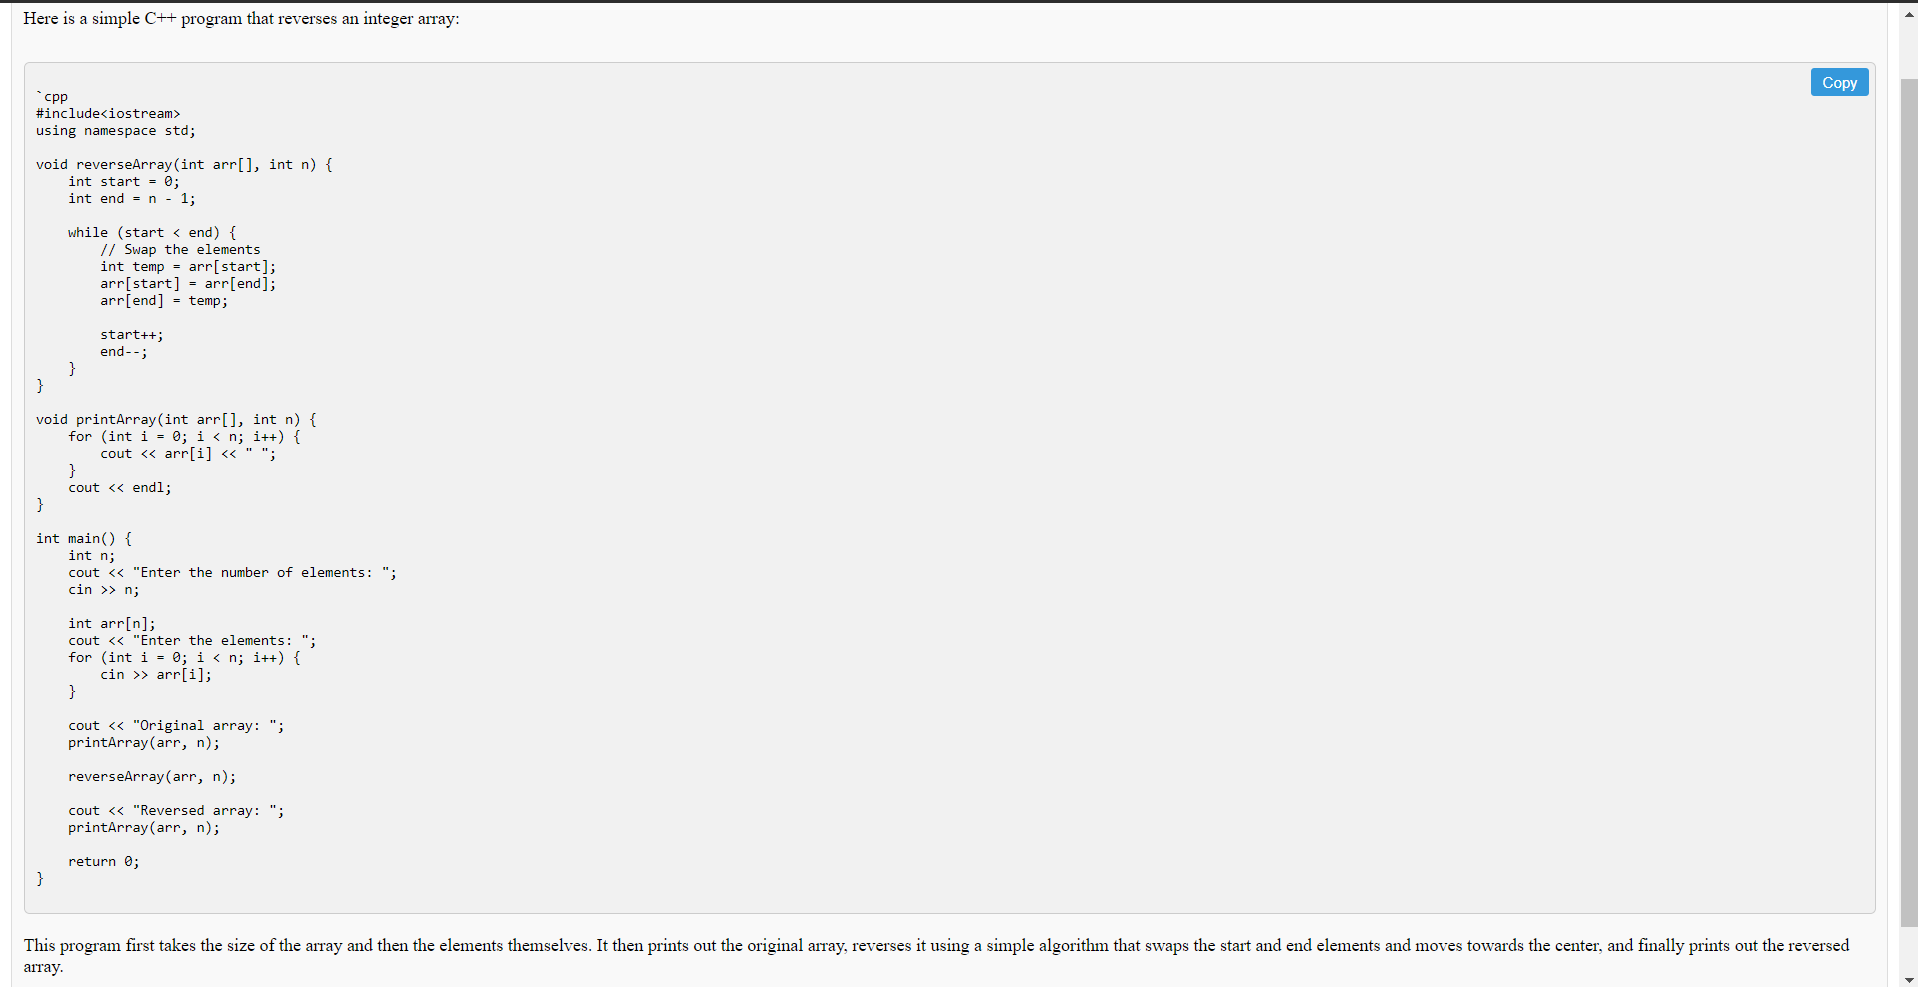 Here is a simple C++ program that reverses an integer array:
Copy
`cpp
#include<iostream>
using namespace std;
void reverseArray(int arr[], int n) {
    int start = 0;
    int end = n - 1;
    while (start < end) {
        // Swap the elements
        int temp = arr[start];
        arr[start] = arr[end];
        arr[end] = temp;
        start++;
        end--;
    }
}
void printArray(int arr[], int n) {
    for (int i = 0; i < n; i++) {
        cout << arr[i] << " ";
    }
    cout << endl;
}
int main() {
    int n;
    cout << "Enter the number of elements: ";
    cin >> n;
    int arr[n];
    cout << "Enter the elements: ";
    for (int i = 0; i < n; i++) {
        cin >> arr[i];
    }
    cout << "Original array: ";
    printArray(arr, n);
    reverseArray(arr, n);
    cout << "Reversed array: ";
    printArray(arr, n);
    return 0;
}
This program first takes the size of the array and then the elements themselves. It then prints out the original array, reverses it using a simple algorithm that swaps the start and end elements and moves towards the center, and finally prints out the reversed
array.